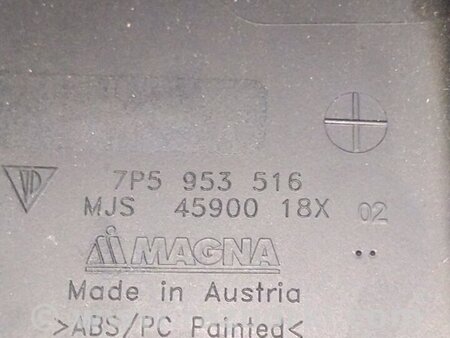 7P5 953 516
MJS 45900 18X 02
MAGNA
Made in Austria
>ABS/PC Painted<